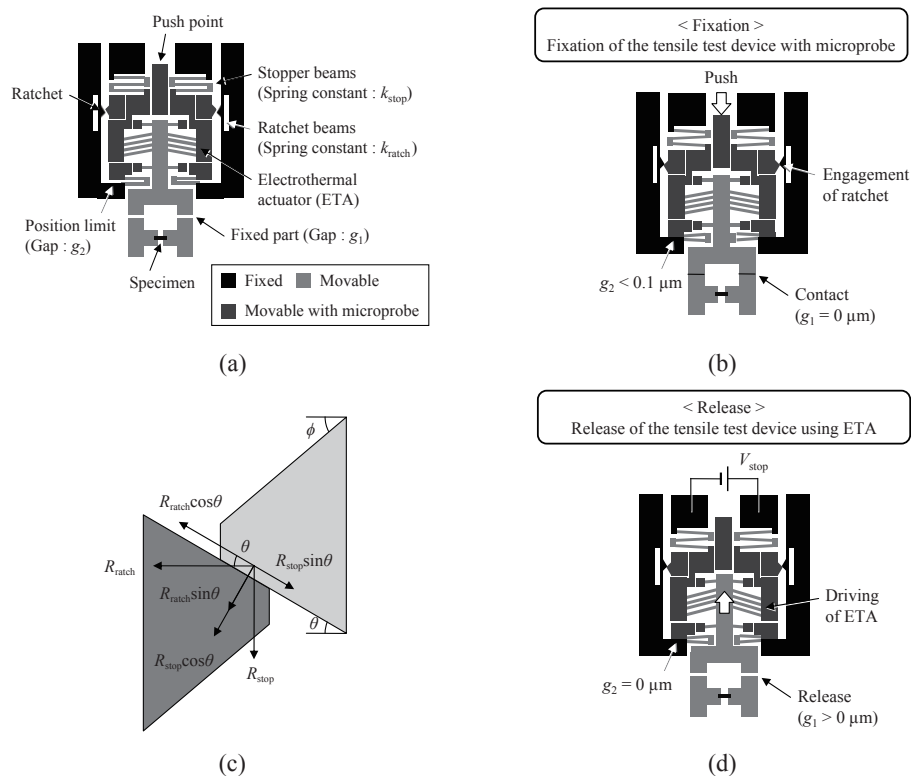 Push point
Stopper beams
(Spring constant : kstop)
Ratchet
Ratchet beams
(Spring constant : kratch)
Electrothermal
actuator (ETA)
Position limit
(Gap : g2)
Fixed part (Gap : g1)
Specimen
Fixed Movable
Movable with microprobe
(a)
< Fixation >
Fixation of the tensile test device with microprobe
Push
Engagement
of ratchet
g2 < 0.1 μm
Contact
(g1 = 0 μm)
(b)
ϕ
Rratchcosθ
θ
Rstopsinθ
Rratch
Rratchsinθ
θ
Rstopcosθ
Rstop
(c)
< Release >
Release of the tensile test device using ETA
Vstop
Driving
of ETA
g2 = 0 μm
Release
(g1 > 0 μm)
(d)